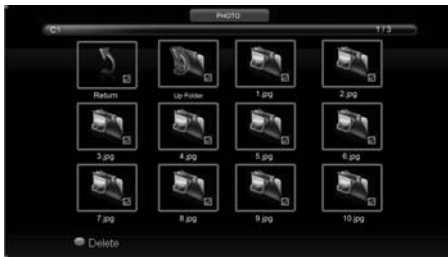 PHOTO
C:\ 1 / 3
Return Up Folder 1.jpg 2.jpg
3.jpg 4.jpg 5.jpg 6.jpg
7.jpg 8.jpg 9.jpg 10.jpg
Delete